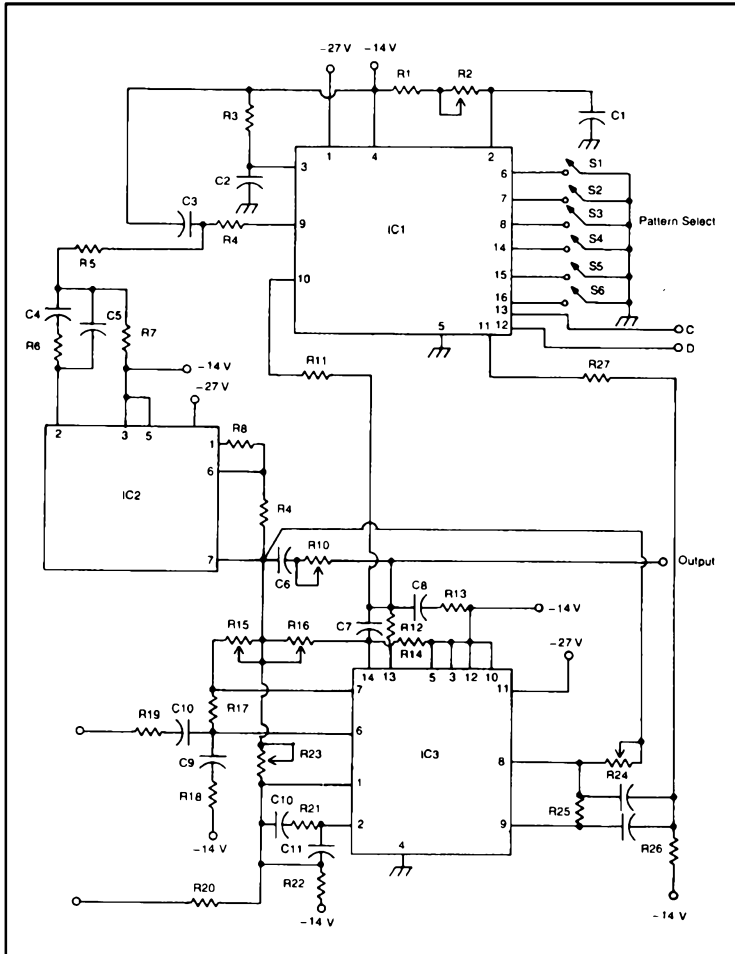 -27 V
-14 V
R1
R2
R3
C1
1
4
2
3
C2
6
S1
7
S2
C3
R4
9
IC1
8
S3
Pattern Select
R5
14
S4
10
15
S5
16
S6
13
C4
C5
R7
5
11
12
C
D
R6
R11
R27
-14 V
-27 V
2
3
5
R8
1
6
IC2
R4
7
C6
R10
Output
C8
R13
R15
R16
C7
R12
-14 V
R14
-27 V
14
13
5
3
12
10
7
11
R17
R19
C10
6
IC3
R23
8
C9
R24
R18
1
C10
R21
R25
2
9
-14 V
C11
4
R26
R22
R20
-14 V
-14 V